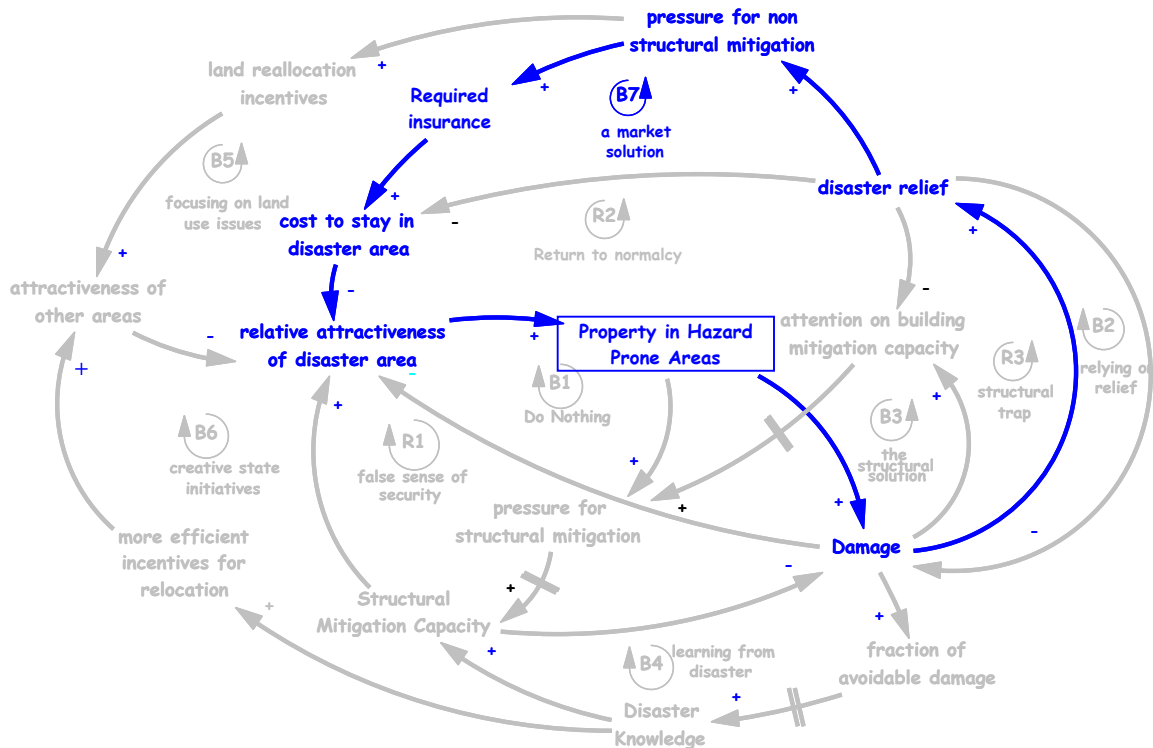 pressure for non
structural mitigation
+
land reallocation
incentives
+
Required
insurance
B7
a market
solution
+
B5
focusing on land
use issues
+
disaster relief
cost to stay in
disaster area
-
R2
Return to normalcy
+
+
attractiveness of
other areas
-
-
-
relative attractiveness
of disaster area
+
Property in Hazard
Prone Areas
attention on building
mitigation capacity
B2
relying on
relief
R3
structural
trap
+
-
B1
Do Nothing
+
+
B3
the
structural
solution
B6
creative state
initiatives
R1
false sense of
security
+
+
pressure for
structural mitigation
+
-
more efficient
incentives for
relocation
Damage
-
+
Structural
Mitigation Capacity
+
+
+
fraction of
avoidable damage
B4
learning from
disaster
+
Disaster
Knowledge